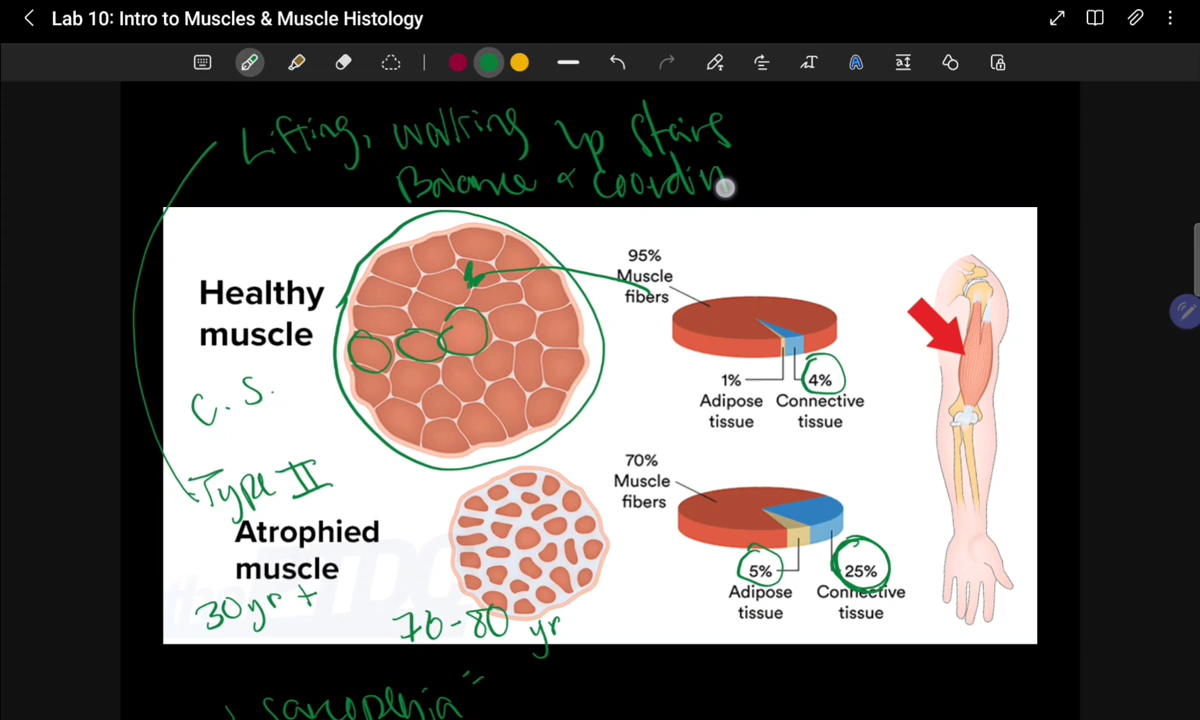 Lab 10: Intro to Muscles & Muscle Histology
Lifting, walking up stairs
Balance & coordin
Healthy
muscle
C.S.
95%
Muscle
fibers
1%
Adipose
tissue
4%
Connective
tissue
Type II
Atrophied
muscle
30yr +
70-80 yr
70%
Muscle
fibers
5%
Adipose
tissue
25%
Connective
tissue